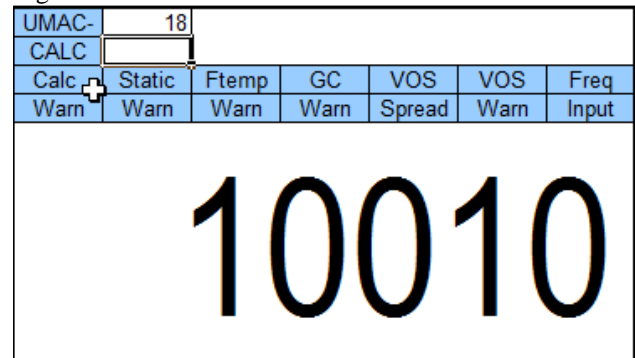 UMAC- 18
CALC
Calc Static Ftemp GC VOS VOS Freq
Warn Warn Warn Warn Spread Warn Input
10010